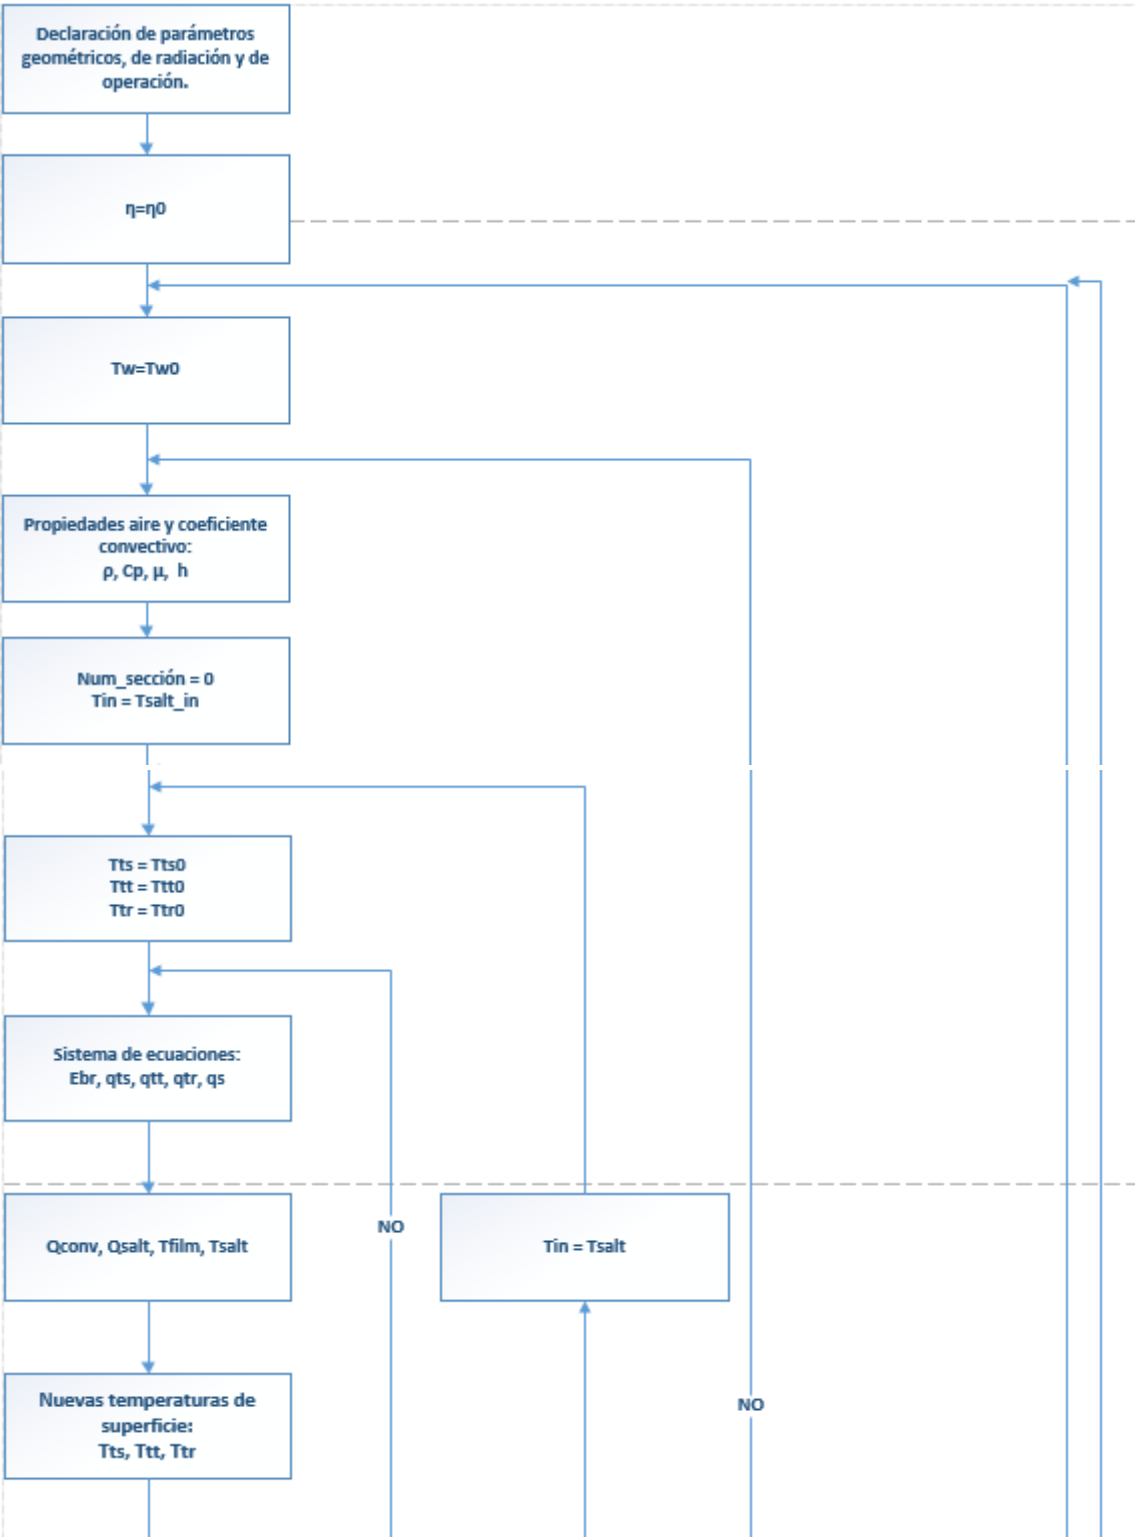 Declaración de parámetros
geométricos, de radiación y de
operación.
η=η0
Tw=Tw0
Propiedades aire y coeficiente
convectivo:
ρ, Cp, μ, h
Num_sección = 0
Tin = Tsalt_in
Tts = Tts0
Ttt = Ttt0
Ttr = Ttr0
Sistema de ecuaciones:
Ebr, qts, qtt, qtr, qs
Qconv, Qsalt, Tfilm, Tsalt
NO
Tin = Tsalt
Nuevas temperaturas de
superficie:
Tts, Ttt, Ttr
NO